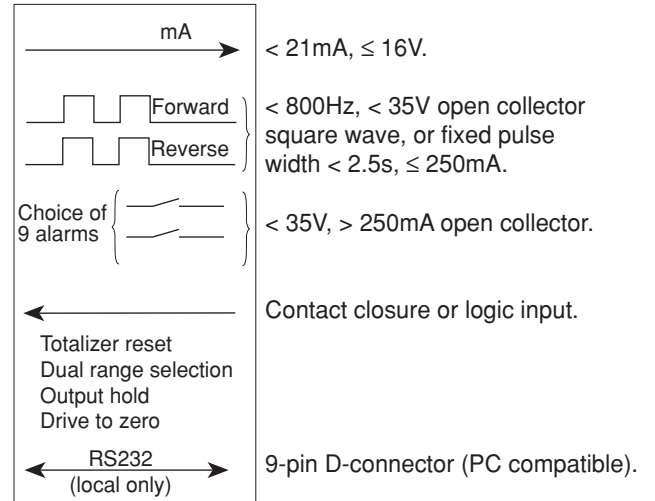 mA
< 21mA, ≤ 16V.
Forward
Reverse
< 800Hz, < 35V open collector
square wave, or fixed pulse
width < 2.5s, ≤ 250mA.
Choice of
9 alarms
< 35V, > 250mA open collector.
Contact closure or logic input.
Totalizer reset
Dual range selection
Output hold
Drive to zero
RS232
(local only)
9-pin D-connector (PC compatible).